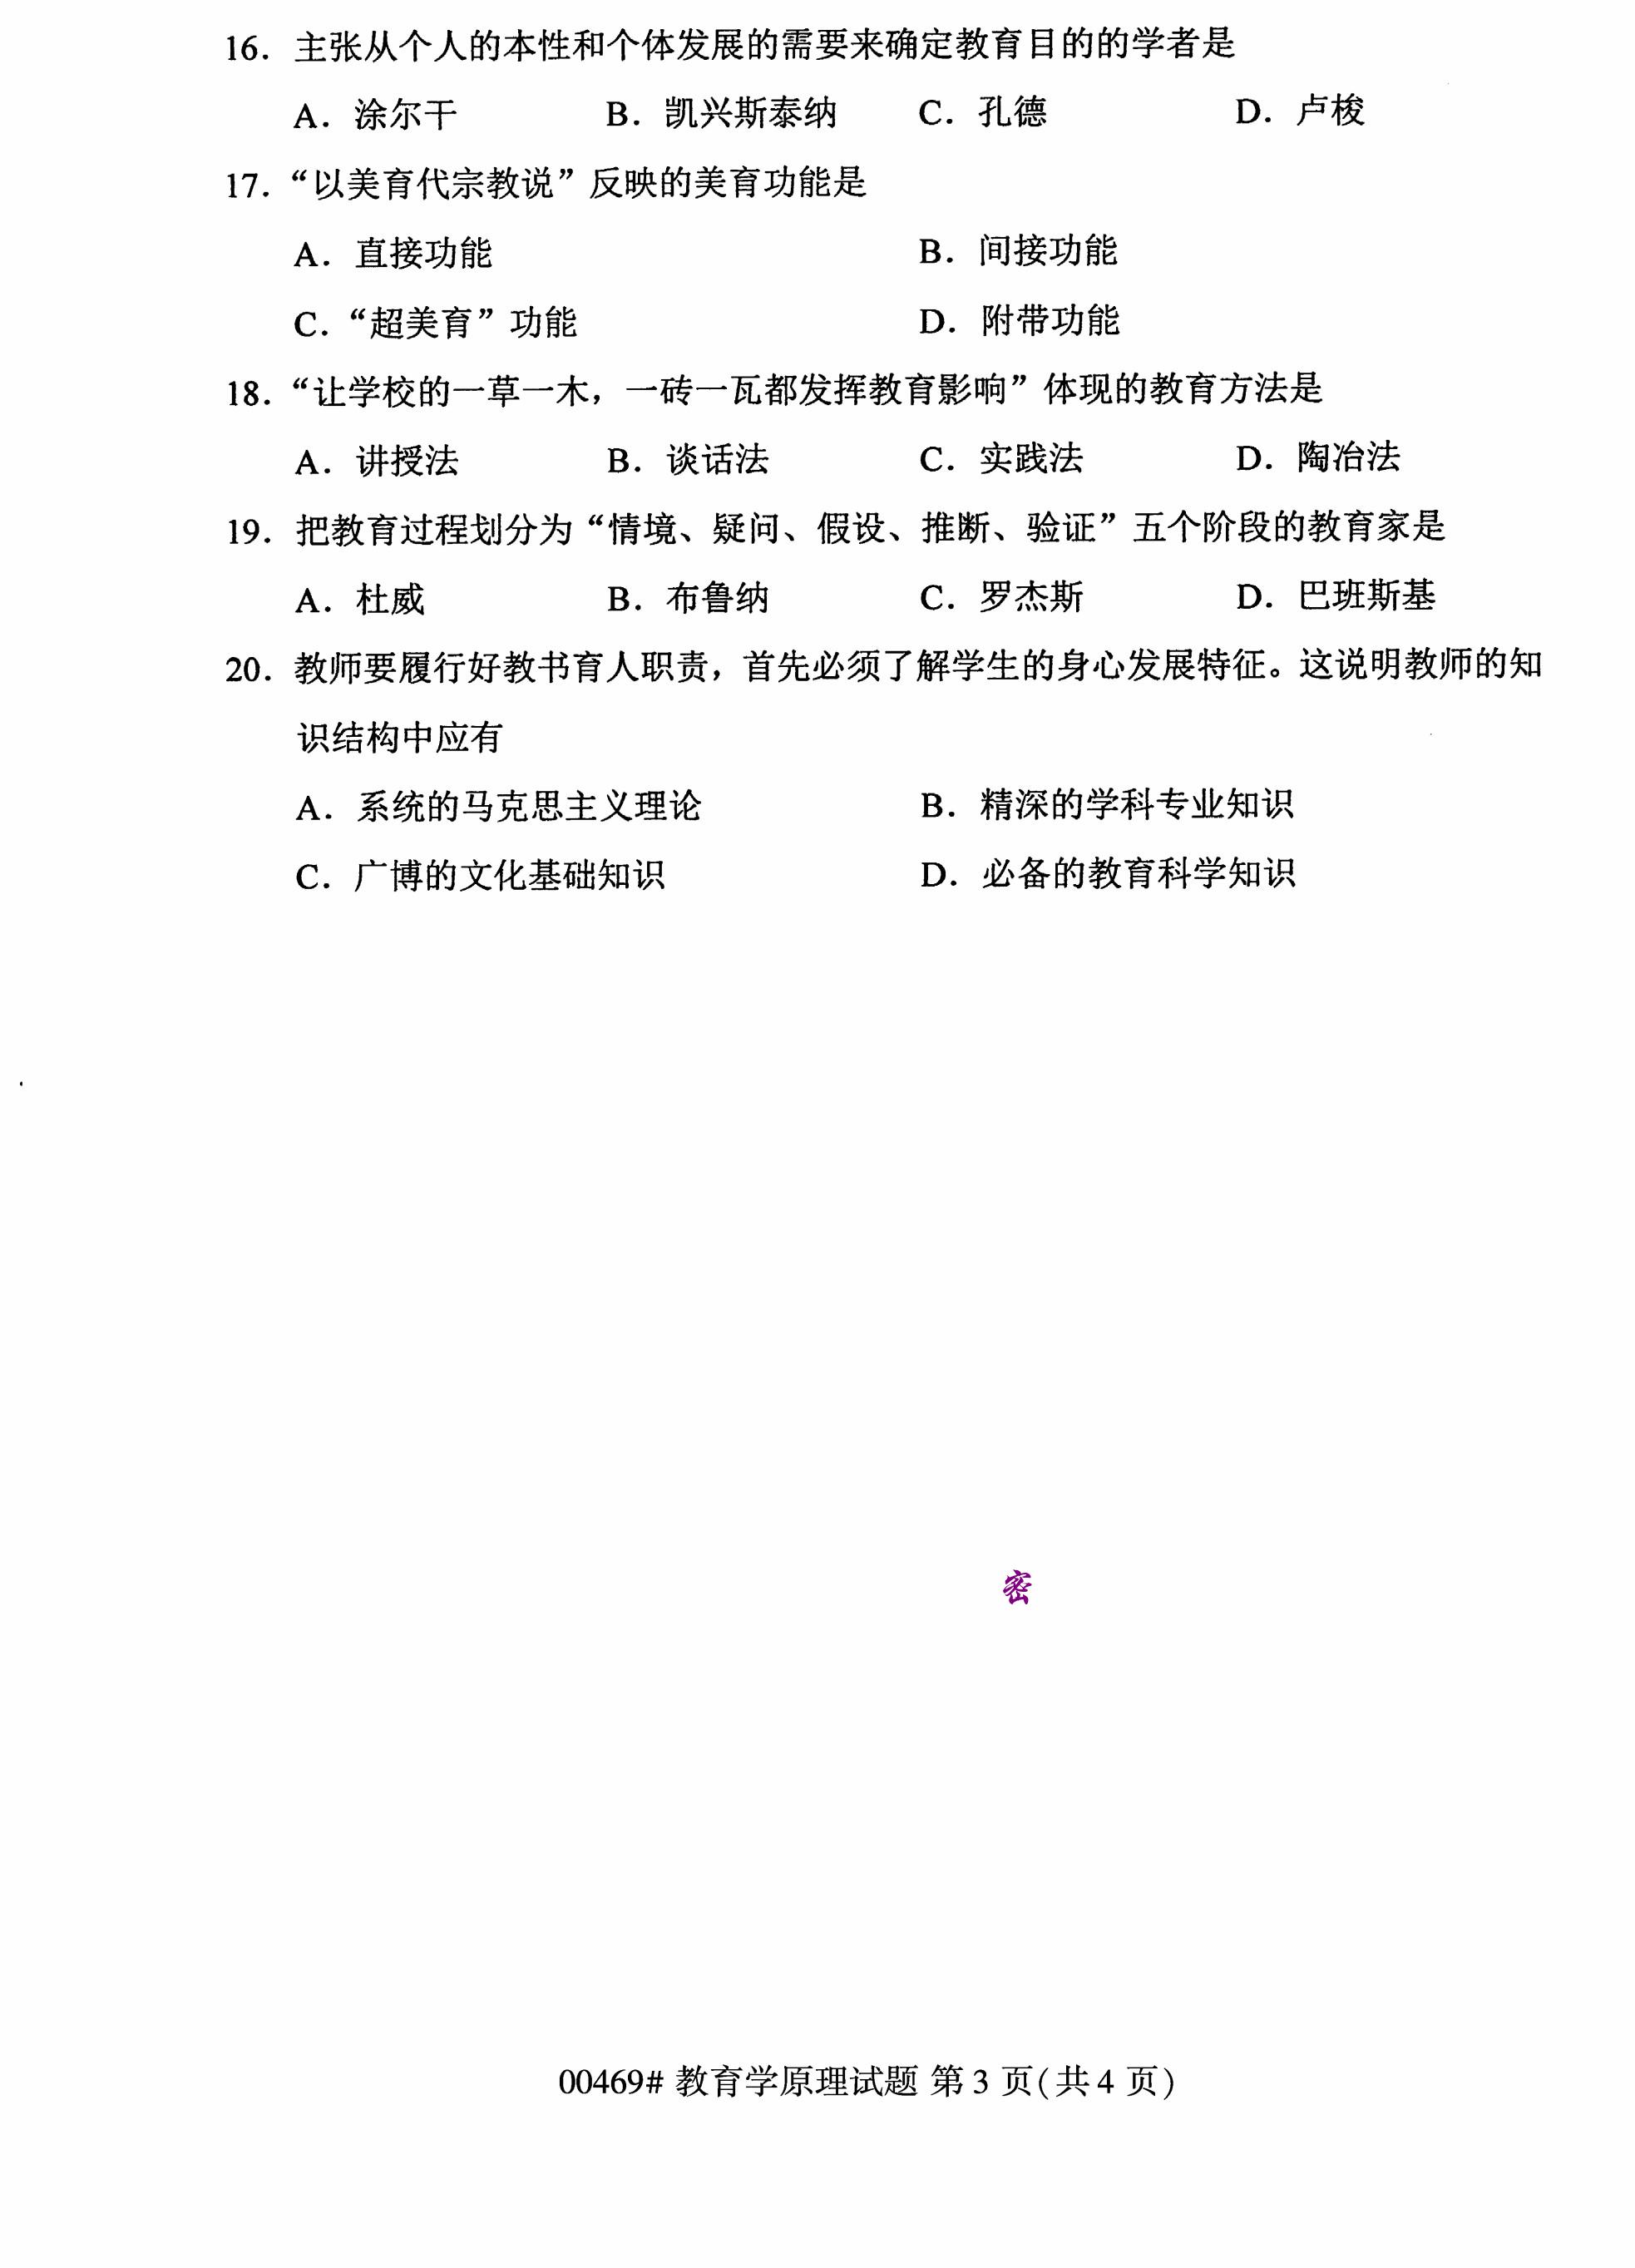 16. 主张从个人的本性和个体发展的需要来确定教育目的的学者是
A. 涂尔干 B. 凯兴斯泰纳 C. 孔德 D. 卢梭
17. “以美育代宗教说”反映的美育功能是
A. 直接功能 B. 间接功能
C. “超美育”功能 D. 附带功能
18. “让学校的一草一木，一砖一瓦都发挥教育影响”体现的教育方法是
A. 讲授法 B. 谈话法 C. 实践法 D. 陶冶法
19. 把教育过程划分为“情境、疑问、假设、推断、验证”五个阶段的教育家是
A. 杜威 B. 布鲁纳 C. 罗杰斯 D. 巴班斯基
20. 教师要履行好教书育人职责，首先必须了解学生的身心发展特征。这说明教师的知
识结构中应有
A. 系统的马克思主义理论 B. 精深的学科专业知识
C. 广博的文化基础知识 D. 必备的教育科学知识
密
00469# 教育学原理试题 第 3 页(共 4 页)